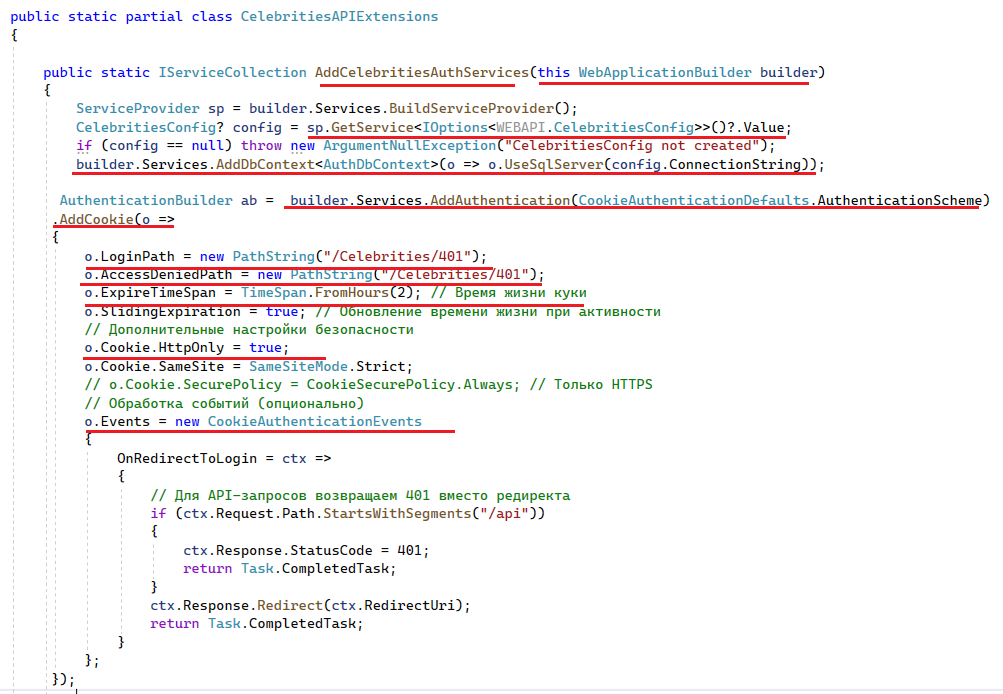 public static partial class CelebritiesAPIExtensions
{
public static IServiceCollection AddCelebritiesAuthServices(this WebApplicationBuilder builder)
{
ServiceProvider sp = builder.Services.BuildServiceProvider();
CelebritiesConfig? config = sp.GetService<IOptions<WEBAPI.CelebritiesConfig>>()?.Value;
if (config == null) throw new ArgumentNullException("CelebritiesConfig not created");
builder.Services.AddDbContext<AuthDbContext>(o => o.UseSqlServer(config.ConnectionString));
AuthenticationBuilder ab = builder.Services.AddAuthentication(CookieAuthenticationDefaults.AuthenticationScheme)
.AddCookie(o =>
{
o.LoginPath = new PathString("/Celebrities/401");
o.AccessDeniedPath = new PathString("/Celebrities/401");
o.ExpireTimeSpan = TimeSpan.FromHours(2); // Время жизни куки
o.SlidingExpiration = true; // Обновление времени жизни при активности
// Дополнительные настройки безопасности
o.Cookie.HttpOnly = true;
o.Cookie.SameSite = SameSiteMode.Strict;
// o.Cookie.SecurePolicy = CookieSecurePolicy.Always; // Только HTTPS
// Обработка событий (опционально)
o.Events = new CookieAuthenticationEvents
{
OnRedirectToLogin = ctx =>
{
// Для API-запросов возвращаем 401 вместо редиректа
if (ctx.Request.Path.StartsWithSegments("/api"))
{
ctx.Response.StatusCode = 401;
return Task.CompletedTask;
}
ctx.Response.Redirect(ctx.RedirectUri);
return Task.CompletedTask;
}
};
});